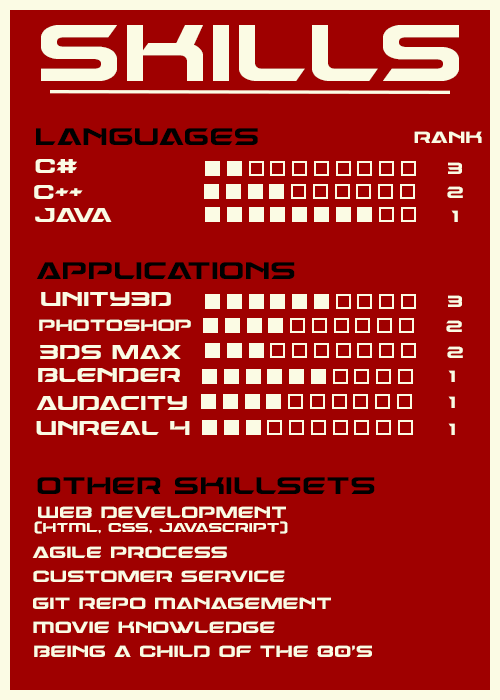 SKILLS
LANGUAGES RANK
C# 3
C++ 2
JAVA 1
APPLICATIONS
UNITY3D 3
PHOTOSHOP 2
3DS MAX 2
BLENDER 1
AUDACITY 1
UNREAL 4 1
OTHER SKILLSETS
WEB DEVELOPMENT
(HTML, CSS, JAVASCRIPT)
AGILE PROCESS
CUSTOMER SERVICE
GIT REPO MANAGEMENT
MOVIE KNOWLEDGE
BEING A CHILD OF THE 80'S